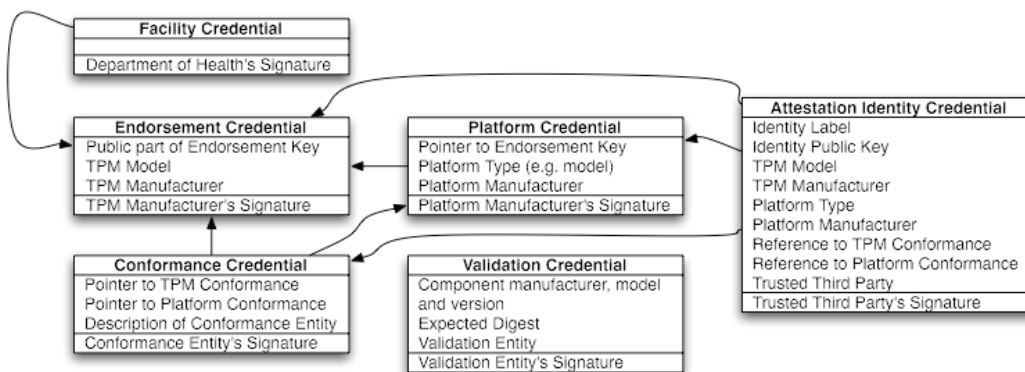 Facility Credential
Department of Health's Signature
Endorsement Credential
Public part of Endorsement Key
TPM Model
TPM Manufacturer
TPM Manufacturer's Signature
Platform Credential
Pointer to Endorsement Key
Platform Type (e.g. model)
Platform Manufacturer
Platform Manufacturer's Signature
Attestation Identity Credential
Identity Label
Identity Public Key
TPM Model
TPM Manufacturer
Platform Type
Platform Manufacturer
Reference to TPM Conformance
Reference to Platform Conformance
Trusted Third Party
Trusted Third Party's Signature
Conformance Credential
Pointer to TPM Conformance
Pointer to Platform Conformance
Description of Conformance Entity
Conformance Entity's Signature
Validation Credential
Component manufacturer, model
and version
Expected Digest
Validation Entity
Validation Entity's Signature